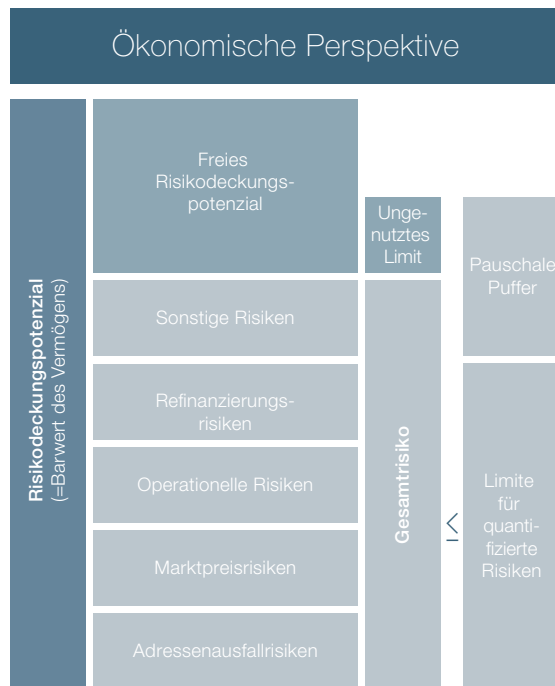 Ökonomische Perspektive
Risikodeckungspotenzial
(=Barwert des Vermögens)
Freies
Risikodeckungs-
potenzial
Sonstige Risiken
Refinanzierungs-
risiken
Operationelle Risiken
Marktpreisrisiken
Adressenausfallrisiken
Unge-
nutztes
Limit
Gesamtrisiko
≤
Pauschale
Puffer
Limite
für
quanti-
fizierte
Risiken